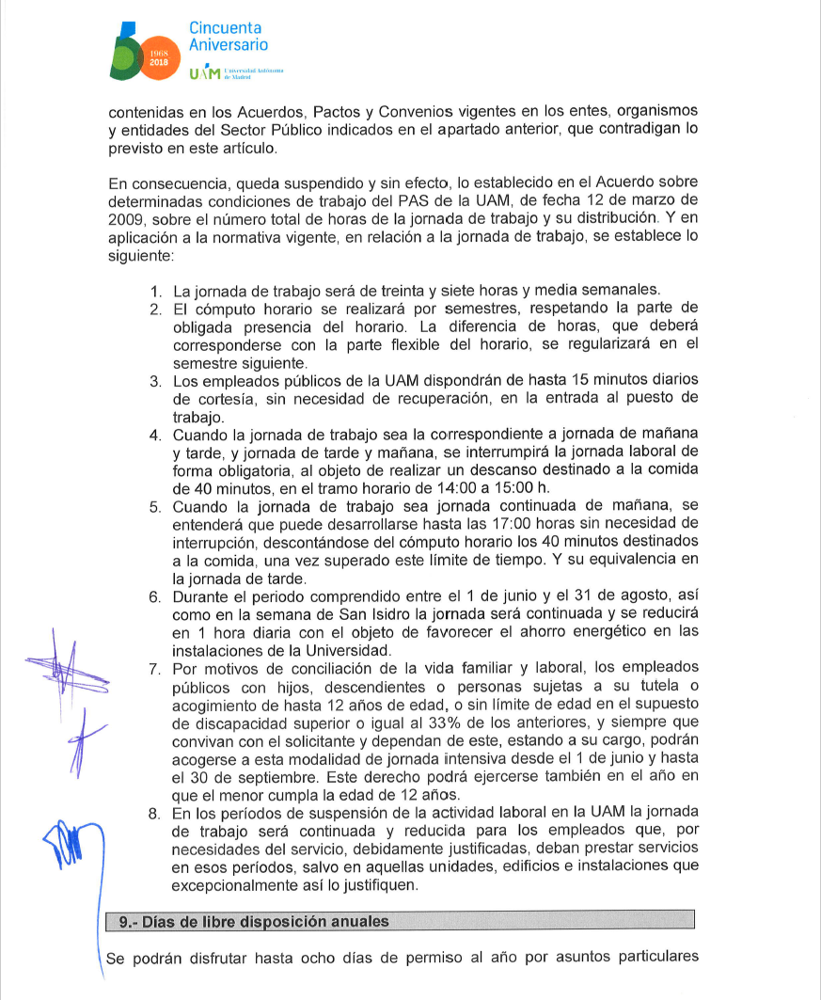 Cincuenta
Aniversario
1968
2018
UAM Universidad Autónoma
de Madrid
contenidas en los Acuerdos, Pactos y Convenios vigentes en los entes, organismos
y entidades del Sector Público indicados en el apartado anterior, que contradigan lo
previsto en este artículo.
En consecuencia, queda suspendido y sin efecto, lo establecido en el Acuerdo sobre
determinadas condiciones de trabajo del PAS de la UAM, de fecha 12 de marzo de
2009, sobre el número total de horas de la jornada de trabajo y su distribución. Y en
aplicación a la normativa vigente, en relación a la jornada de trabajo, se establece lo
siguiente:
1. La jornada de trabajo será de treinta y siete horas y media semanales.
2. El cómputo horario se realizará por semestres, respetando la parte de
obligada presencia del horario. La diferencia de horas, que deberá
corresponderse con la parte flexible del horario, se regularizará en el
semestre siguiente.
3. Los empleados públicos de la UAM dispondrán de hasta 15 minutos diarios
de cortesía, sin necesidad de recuperación, en la entrada al puesto de
trabajo.
4. Cuando la jornada de trabajo sea la correspondiente a jornada de mañana
y tarde, y jornada de tarde y mañana, se interrumpirá la jornada laboral de
forma obligatoria, al objeto de realizar un descanso destinado a la comida
de 40 minutos, en el tramo horario de 14:00 a 15:00 h.
5. Cuando la jornada de trabajo sea jornada continuada de mañana, se
entenderá que puede desarrollarse hasta las 17:00 horas sin necesidad de
interrupción, descontándose del cómputo horario los 40 minutos destinados
a la comida, una vez superado este límite de tiempo. Y su equivalencia en
la jornada de tarde.
6. Durante el periodo comprendido entre el 1 de junio y el 31 de agosto, así
como en la semana de San Isidro la jornada será continuada y se reducirá
en 1 hora diaria con el objeto de favorecer el ahorro energético en las
instalaciones de la Universidad.
7. Por motivos de conciliación de la vida familiar y laboral, los empleados
públicos con hijos, descendientes o personas sujetas a su tutela o
acogimiento de hasta 12 años de edad, o sin límite de edad en el supuesto
de discapacidad superior o igual al 33% de los anteriores, y siempre que
convivan con el solicitante y dependan de este, estando a su cargo, podrán
acogerse a esta modalidad de jornada intensiva desde el 1 de junio y hasta
el 30 de septiembre. Este derecho podrá ejercerse también en el año en
que el menor cumpla la edad de 12 años.
8. En los períodos de suspensión de la actividad laboral en la UAM la jornada
de trabajo será continuada y reducida para los empleados que, por
necesidades del servicio, debidamente justificadas, deban prestar servicios
en esos períodos, salvo en aquellas unidades, edificios e instalaciones que
excepcionalmente así lo justifiquen.
9.- Días de libre disposición anuales
Se podrán disfrutar hasta ocho días de permiso al año por asuntos particulares